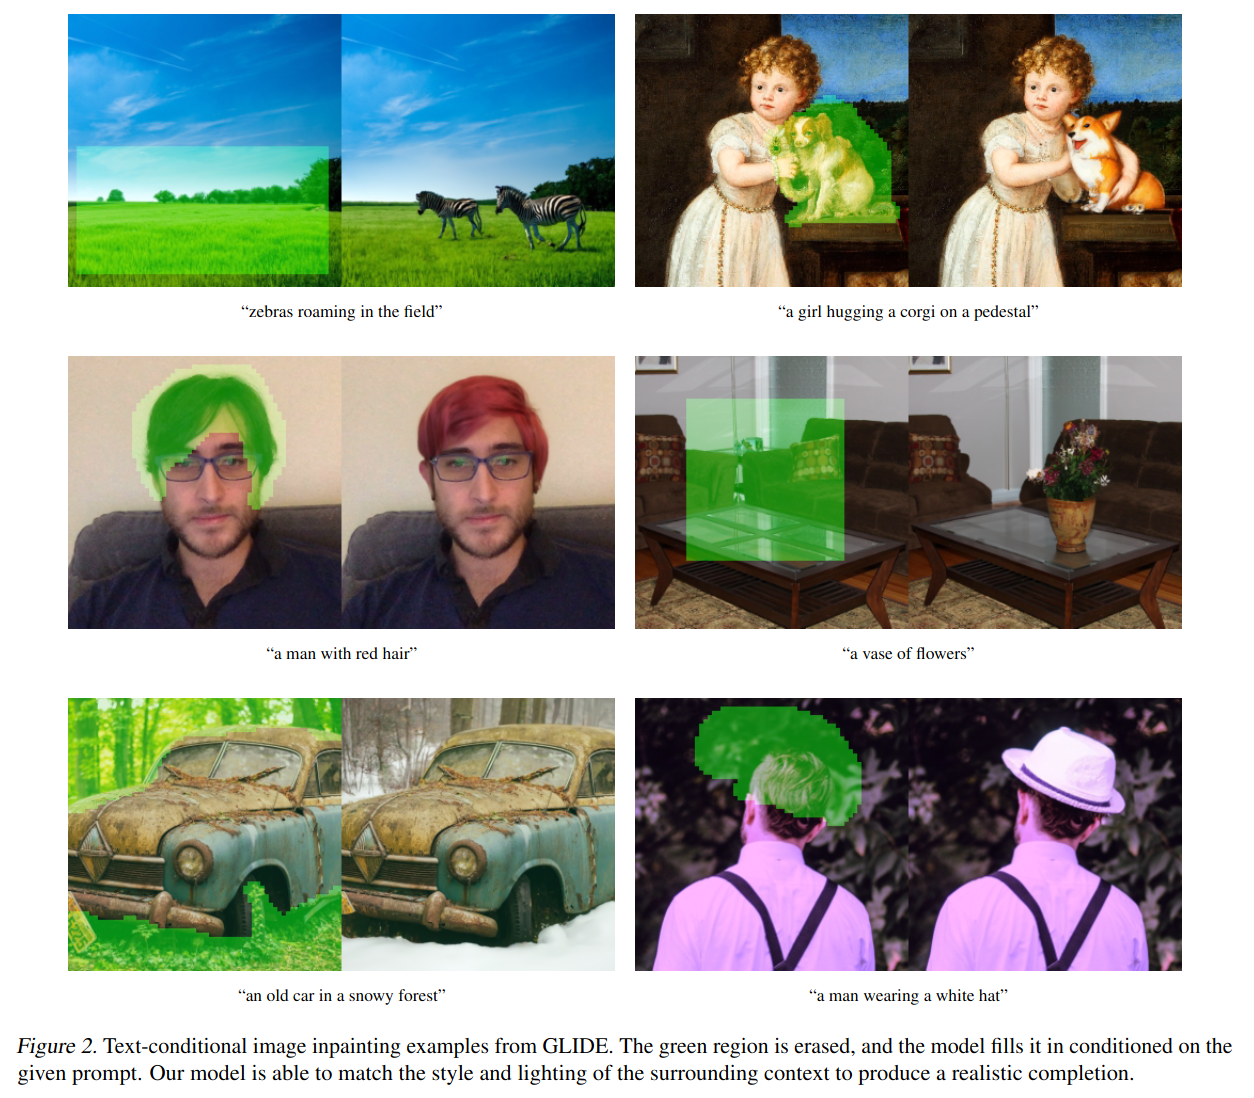 “zebras roaming in the field”
“a girl hugging a corgi on a pedestal”
“a man with red hair”
“a vase of flowers”
“an old car in a snowy forest”
“a man wearing a white hat”
Figure 2. Text-conditional image inpainting examples from GLIDE. The green region is erased, and the model fills it in conditioned on the
given prompt. Our model is able to match the style and lighting of the surrounding context to produce a realistic completion.